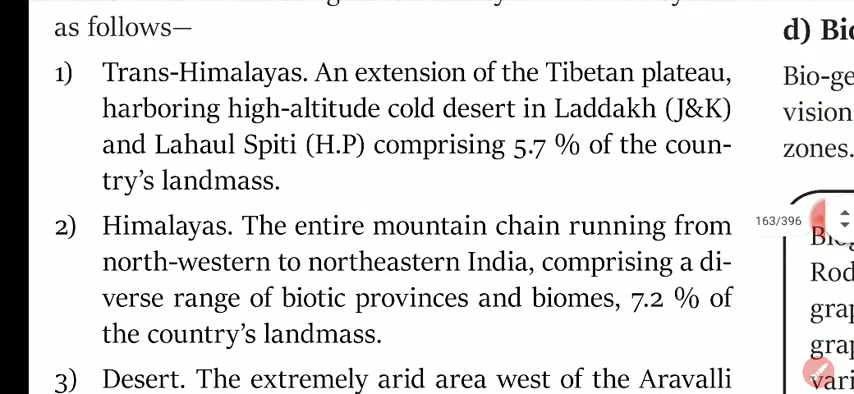 as follows—
1) Trans-Himalayas. An extension of the Tibetan plateau,
harboring high-altitude cold desert in Laddakh (J&K)
and Lahaul Spiti (H.P) comprising 5.7 % of the coun-
try's landmass.
2) Himalayas. The entire mountain chain running from
north-western to northeastern India, comprising a di-
verse range of biotic provinces and biomes, 7.2 % of
the country's landmass.
3) Desert. The extremely arid area west of the Aravalli
d) Bio
Bio-ge
vision
zones.
163/396
Rod
grap
grap
vari